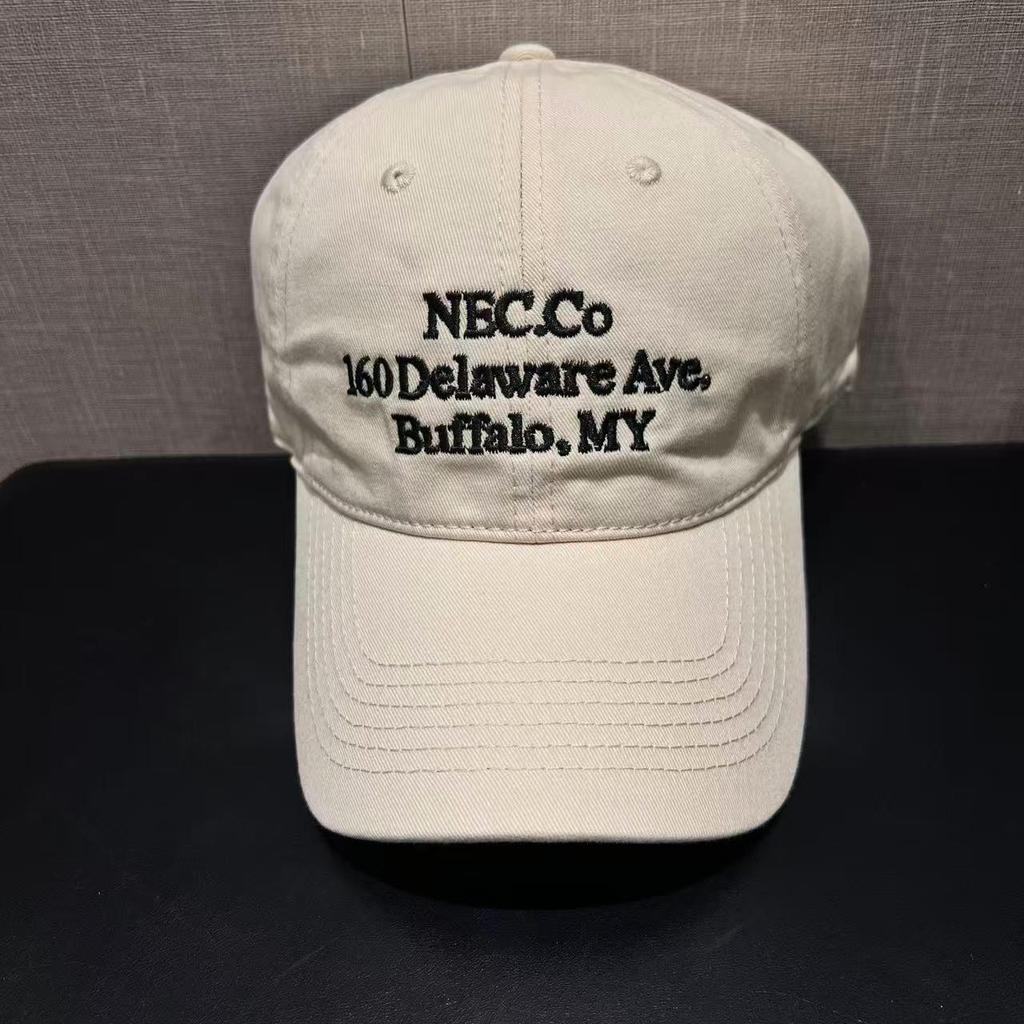 NEC.Co
160 Delaware Ave,
Buffalo, MY